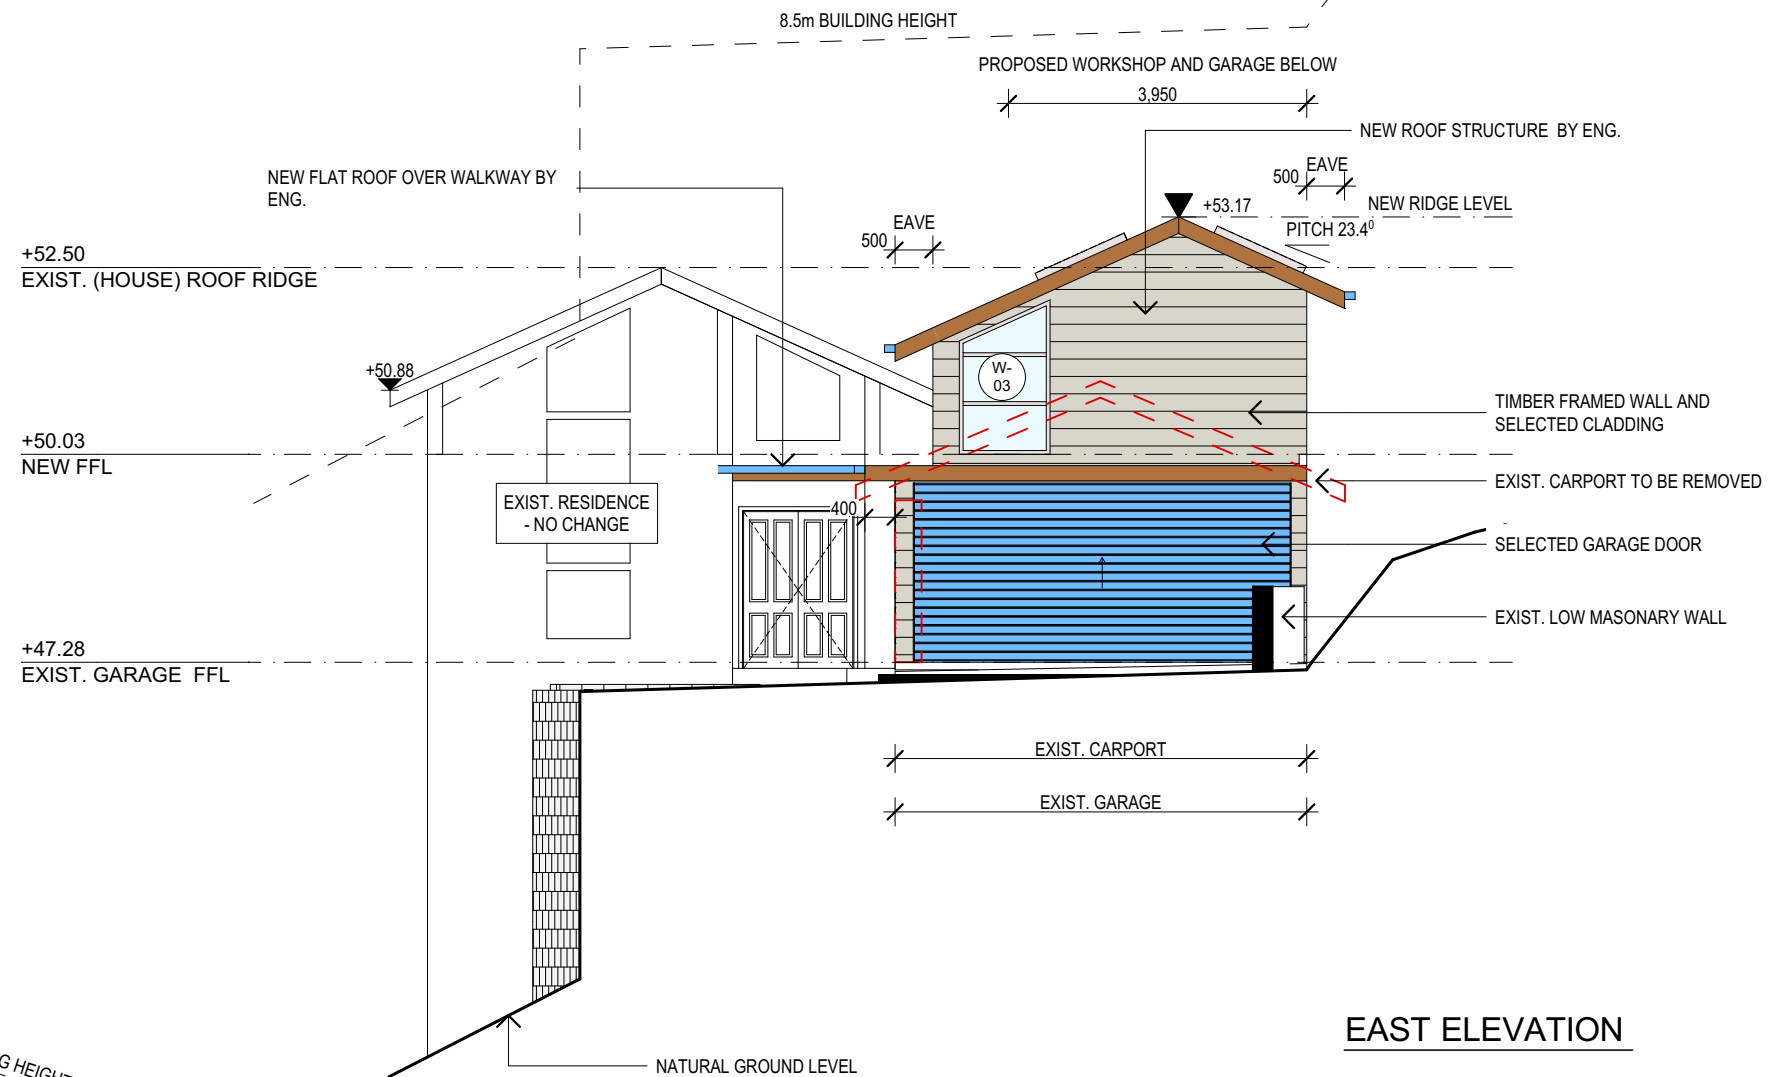 8.5m BUILDING HEIGHT
PROPOSED WORKSHOP AND GARAGE BELOW
3,950
NEW ROOF STRUCTURE BY ENG.
EAVE
500
NEW FLAT ROOF OVER WALKWAY BY
ENG.
+53.17
NEW RIDGE LEVEL
EAVE
500
PITCH 23.4⁰
+52.50
EXIST. (HOUSE) ROOF RIDGE
+50.88
W-
03
TIMBER FRAMED WALL AND
SELECTED CLADDING
+50.03
NEW FFL
EXIST. CARPORT TO BE REMOVED
EXIST. RESIDENCE
- NO CHANGE
400
SELECTED GARAGE DOOR
EXIST. LOW MASONARY WALL
+47.28
EXIST. GARAGE FFL
EXIST. CARPORT
EXIST. GARAGE
EAST ELEVATION
G HEIGHT
NATURAL GROUND LEVEL